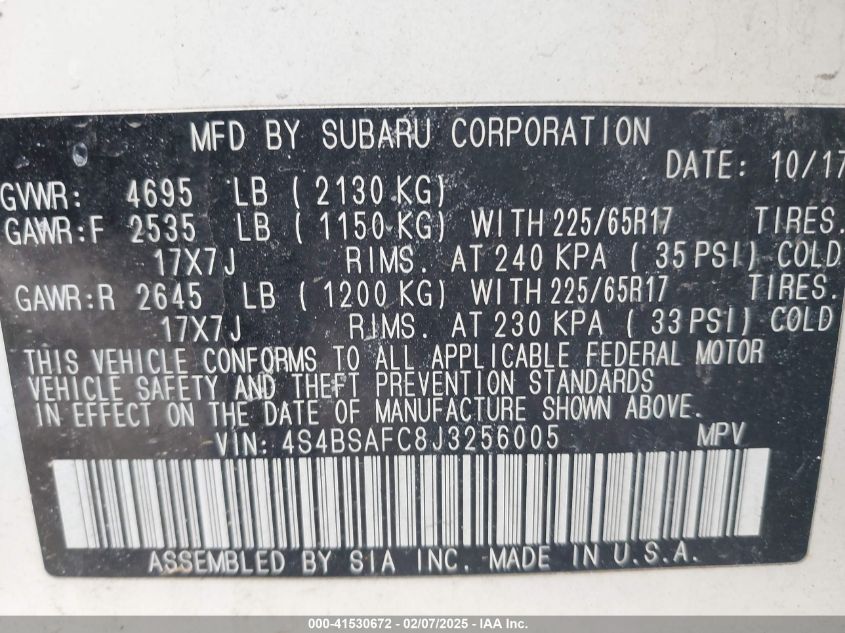 MFD BY SUBARU CORPORATION
DATE: 10/17
GVWR: 4695 LB ( 2130 KG)
GAWR:F 2535 LB ( 1150 KG) WITH 225/65R17 TIRES.
17X7J RIMS. AT 240 KPA ( 35 PSI) COLD
GAWR:R 2645 LB ( 1200 KG) WITH 225/65R17 TIRES.
17X7J RIMS. AT 230 KPA ( 33 PSI) COLD
THIS VEHICLE CONFORMS TO ALL APPLICABLE FEDERAL MOTOR
VEHICLE SAFETY AND THEFT PREVENTION STANDARDS
IN EFFECT ON THE DATE OF MANUFACTURE SHOWN ABOVE.
VIN: 4S4BSAFC8J3256005 MPV
ASSEMBLED BY SIA INC. MADE IN U.S.A.
000-41530672 - 02/07/2025 - IAA Inc.